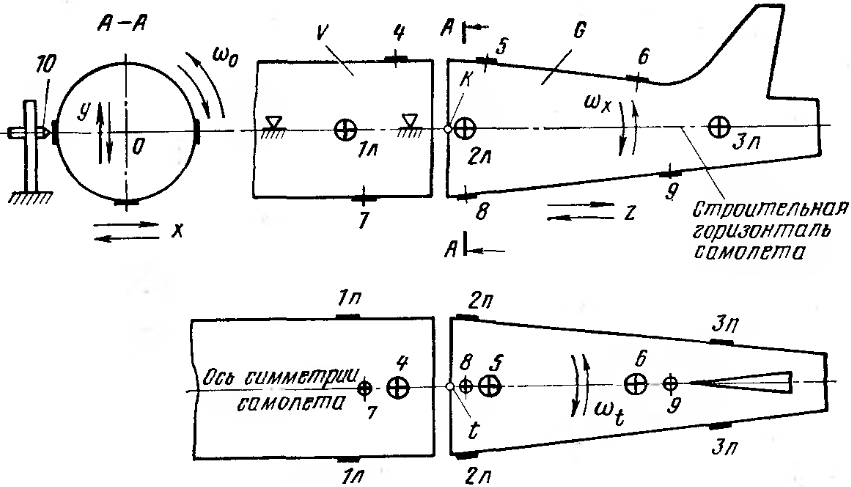 А–А
ω₀
10
y
0
x
V
4
1л
7
А
5
G
6
К
ωₓ
2л
3л
8
9
z
А
Строительная
горизонталь
самолета
1л
2л
3л
Ось симметрии
самолета
4
7
8
5
6
9
t
ωₜ
1л
2л
3л